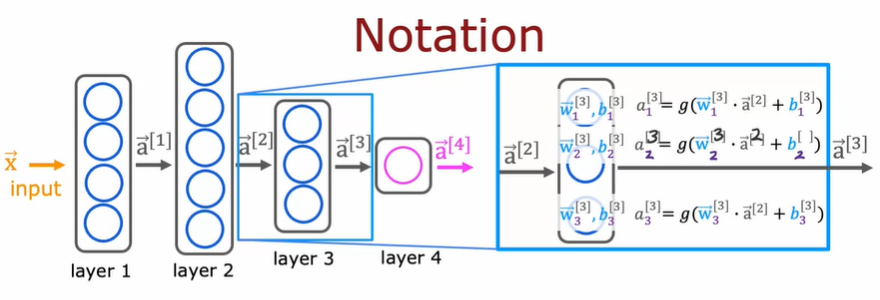 Notation
x⃗ input
a⃗[1]
a⃗[2]
a⃗[3]
a⃗[4]
layer 1
layer 2
layer 3
layer 4
a⃗[2]
w⃗₁[3], b₁[3] a₁[3] = g(w⃗₁[3] · a⃗[2] + b₁[3])
w⃗₂[3], b₂[3] a₂[3] = g(w⃗₂[3] · a⃗[2] + b₂[ ])
w⃗₃[3], b₃[3] a₃[3] = g(w⃗₃[3] · a⃗[2] + b₃[3])
a⃗[3]